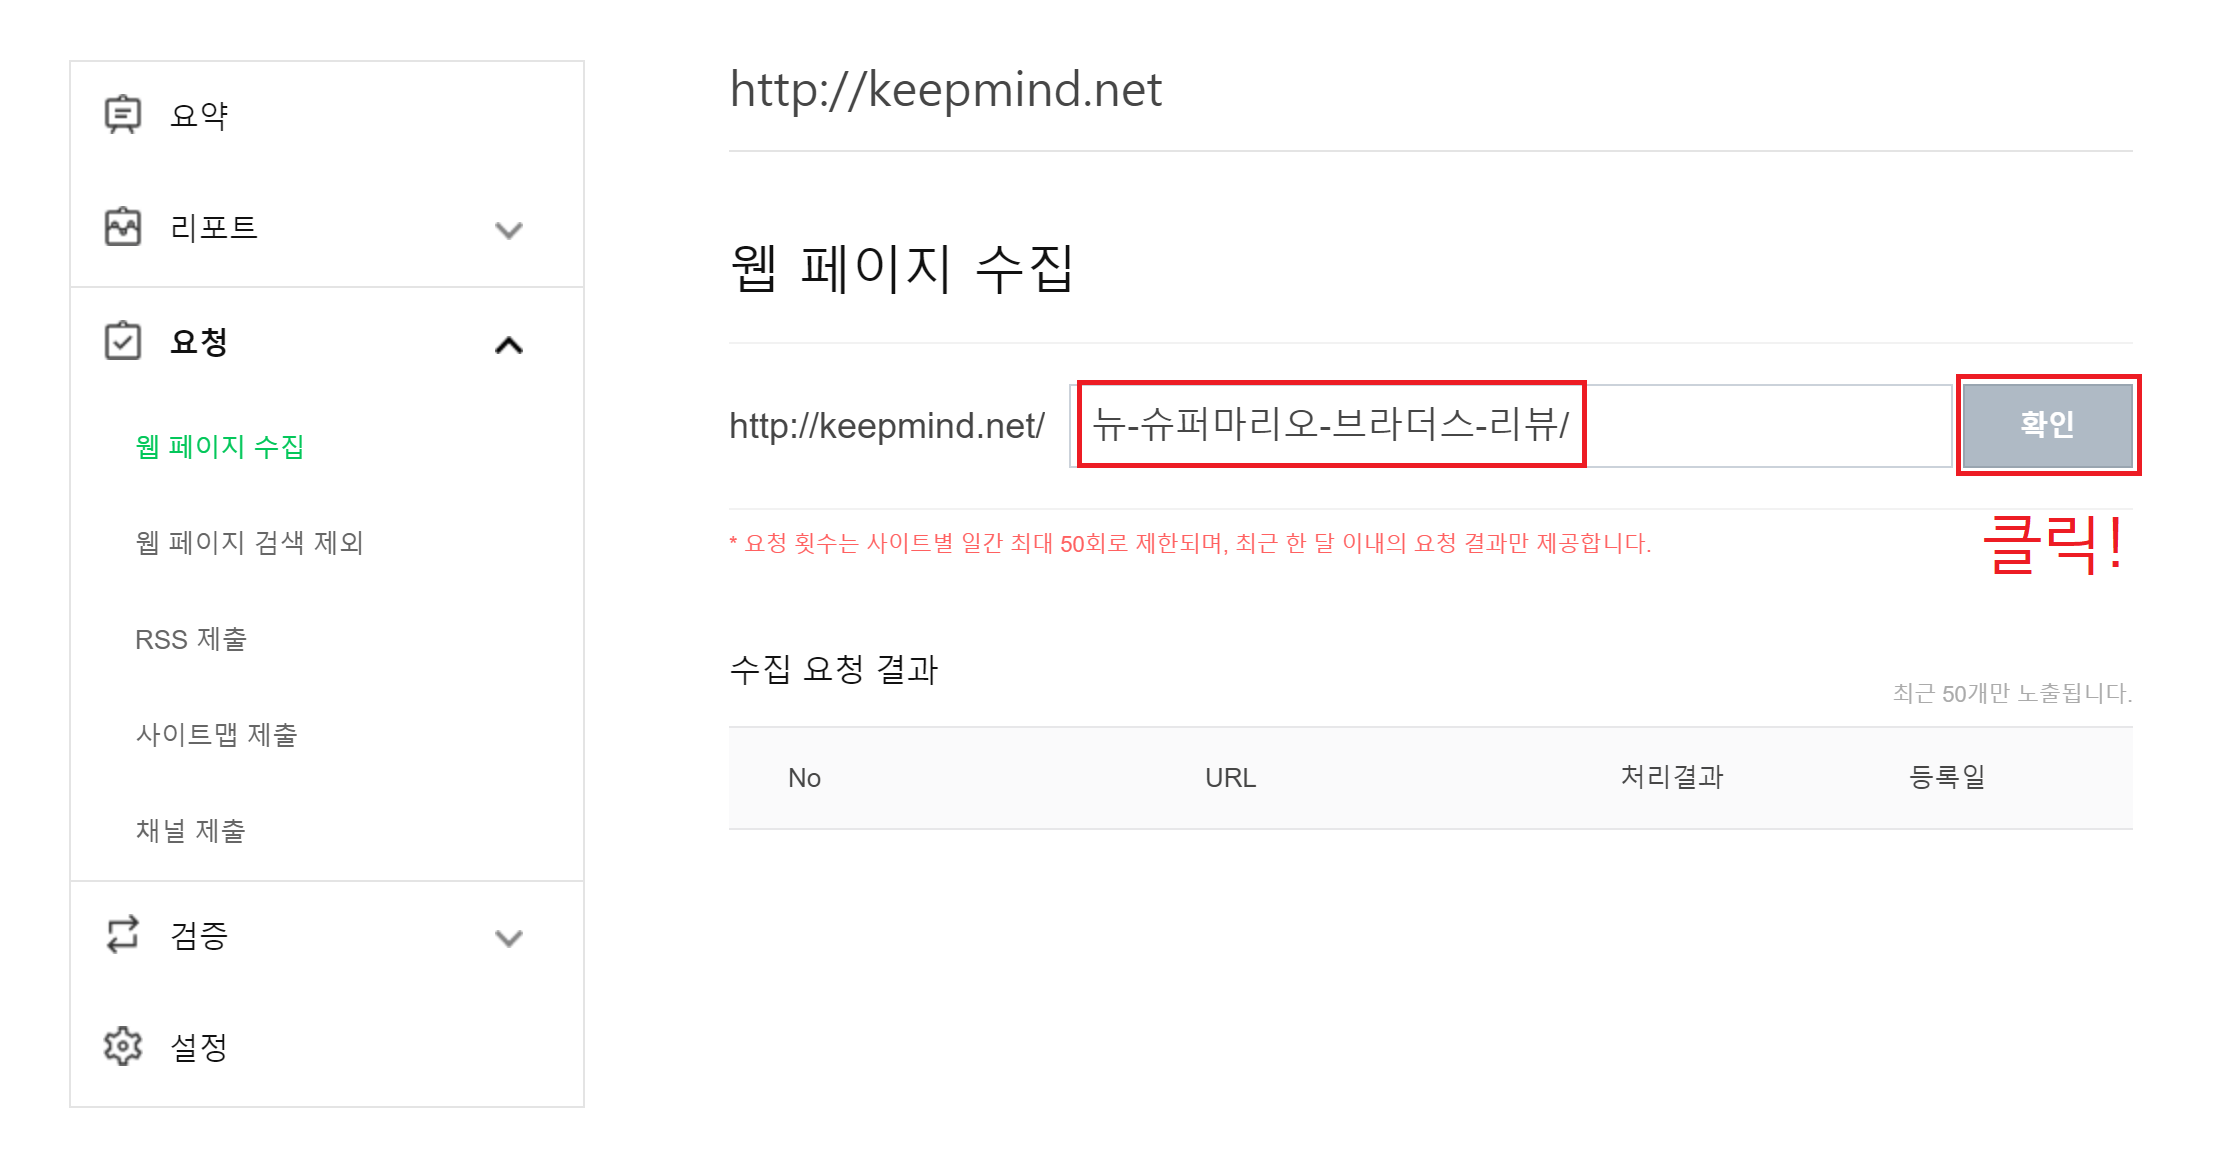 요약
리포트
요청
웹 페이지 수집
웹 페이지 검색 제외
RSS 제출
사이트맵 제출
채널 제출
검증
설정
http://keepmind.net
웹 페이지 수집
http://keepmind.net/ 뉴-슈퍼마리오-브라더스-리뷰/ 확인
* 요청 횟수는 사이트별 일간 최대 50회로 제한되며, 최근 한 달 이내의 요청 결과만 제공합니다.
클릭!
수집 요청 결과
최근 50개만 노출됩니다.
No URL 처리결과 등록일